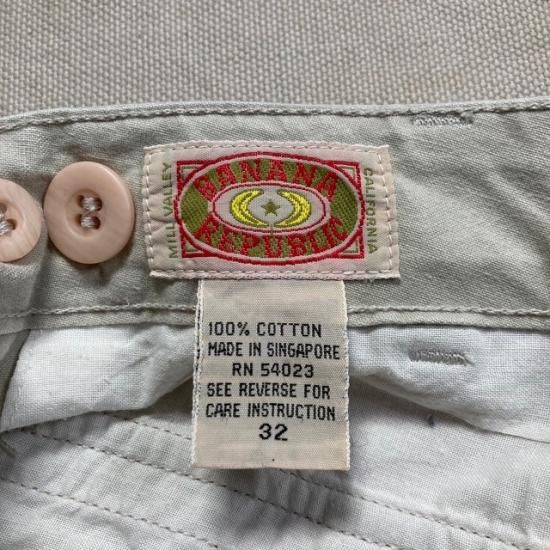 MILL VALLEY
BANANA
REPUBLIC
CALIFORNIA
100% COTTON
MADE IN SINGAPORE
RN 54023
SEE REVERSE FOR
CARE INSTRUCTION
32